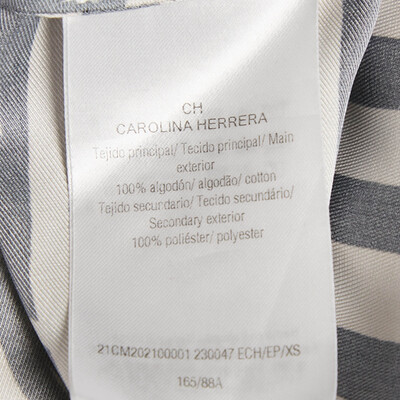 CH
CAROLINA HERRERA
Tejido principal/ Tecido principal/ Main
exterior
100% algodón/ algodão/ cotton
Tejido secundario/ Tecido secundário/
Secondary exterior
100% poliéster/ polyester
21CM202100001 230047 ECH/EP/XS
165/88A